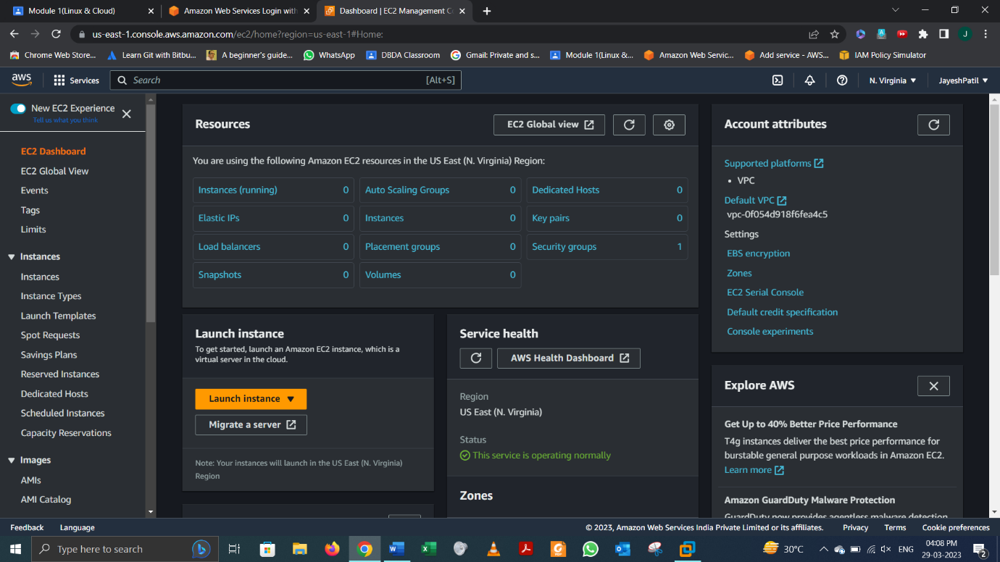 Module 1(Linux & Cloud)
Amazon Web Services Login with
Dashboard | EC2 Management C
us-east-1.console.aws.amazon.com/ec2/home?region=us-east-1#Home:
J
Chrome Web Store...
Learn Git with Bitbu...
A beginner's guide...
WhatsApp
DBDA Classroom
Gmail: Private and s...
Module 1(Linux &...
Amazon Web Servic...
Add service - AWS...
IAM Policy Simulator
aws
Services
Search
[Alt+S]
N. Virginia
JayeshPatil
New EC2 Experience
Tell us what you think
EC2 Dashboard
EC2 Global View
Events
Tags
Limits
Instances
Instances
Instance Types
Launch Templates
Spot Requests
Savings Plans
Reserved Instances
Dedicated Hosts
Scheduled Instances
Capacity Reservations
Images
AMIs
AMI Catalog
Resources
EC2 Global view
You are using the following Amazon EC2 resources in the US East (N. Virginia) Region:
Instances (running) 0
Auto Scaling Groups 0
Dedicated Hosts 0
Elastic IPs 0
Instances 0
Key pairs 0
Load balancers 0
Placement groups 0
Security groups 1
Snapshots 0
Volumes 0
Launch instance
To get started, launch an Amazon EC2 instance, which is a
virtual server in the cloud.
Launch instance
Migrate a server
Note: Your instances will launch in the US East (N. Virginia)
Region
Service health
AWS Health Dashboard
Region
US East (N. Virginia)
Status
This service is operating normally
Zones
Account attributes
Supported platforms
• VPC
Default VPC
vpc-0f054d918f6fea4c5
Settings
EBS encryption
Zones
EC2 Serial Console
Default credit specification
Console experiments
Explore AWS
Get Up to 40% Better Price Performance
T4g instances deliver the best price performance for
burstable general purpose workloads in Amazon EC2.
Learn more
Amazon GuardDuty Malware Protection
GuardDuty now provides agentless malware detection
Feedback
Language
© 2023, Amazon Web Services India Private Limited or its affiliates.
Privacy
Terms
Cookie preferences
Type here to search
30°C
ENG
04:08 PM
29-03-2023
2